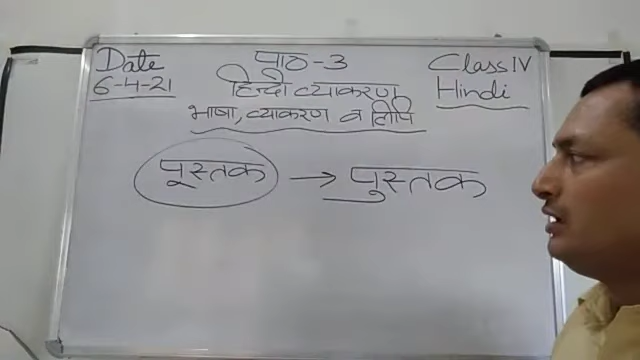 Date
6-4-21
पाठ-3
हिन्दी व्याकरण
भाषा, व्याकरण व लिपि
Class IV
Hindi
पूस्तक → पुस्तक